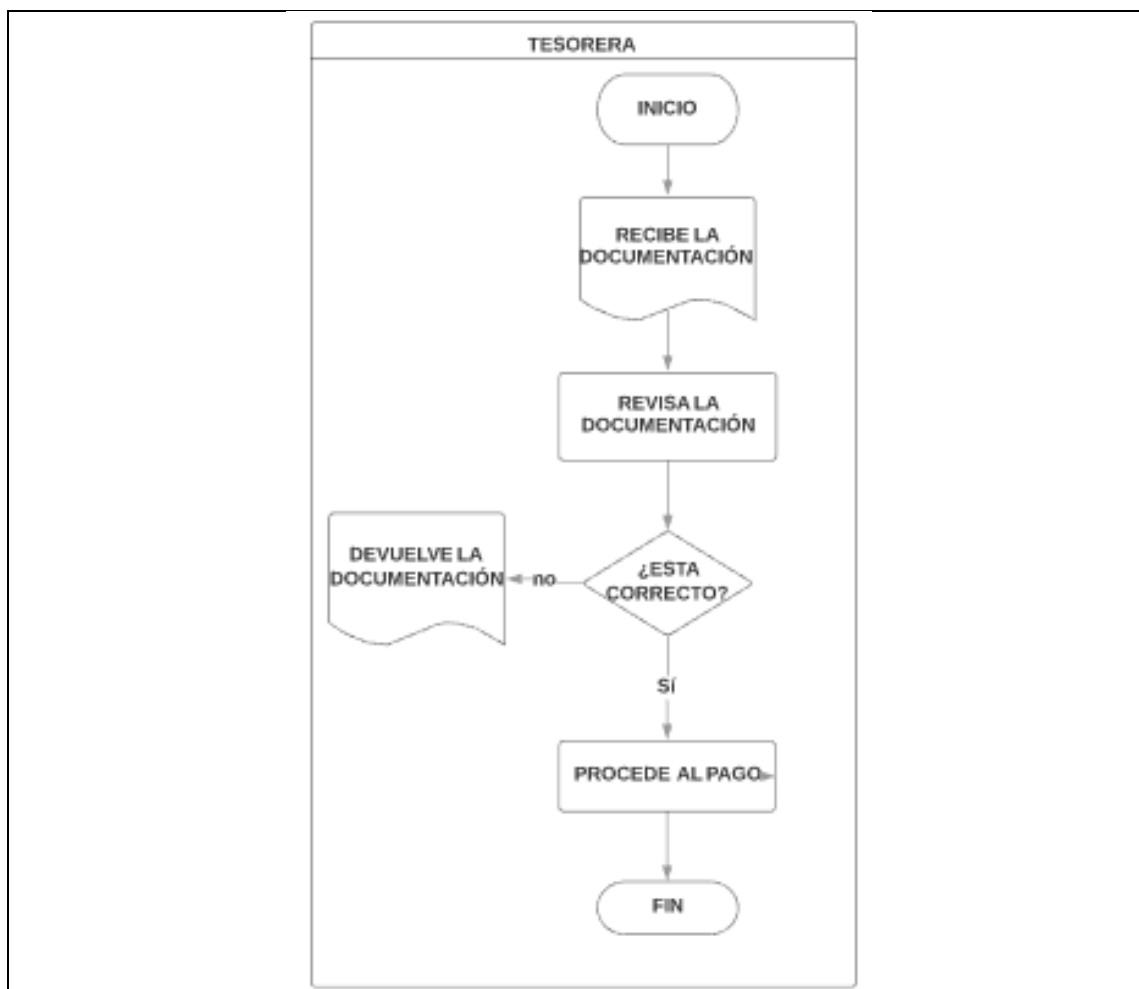 TESORERA
INICIO
RECIBE LA
DOCUMENTACIÓN
REVISA LA
DOCUMENTACIÓN
DEVUELVE LA
DOCUMENTACIÓN
no
¿ESTA
CORRECTO?
Sí
PROCEDE AL PAGO
FIN